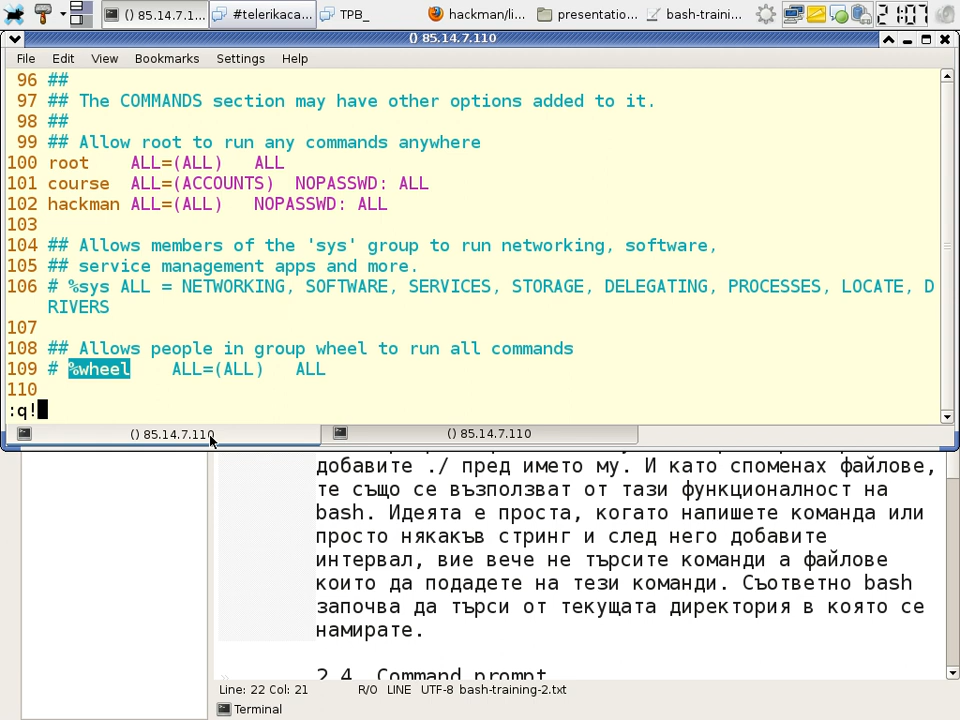 () 85.14.7.1...
#telerikaca...
TPB_
hackman/li...
presentatio...
bash-traini...
21:07
() 85.14.7.110
File Edit View Bookmarks Settings Help
96 ##
97 ## The COMMANDS section may have other options added to it.
98 ##
99 ## Allow root to run any commands anywhere
100 root    ALL=(ALL)   ALL
101 course  ALL=(ACCOUNTS)  NOPASSWD: ALL
102 hackman ALL=(ALL)   NOPASSWD: ALL
103
104 ## Allows members of the 'sys' group to run networking, software,
105 ## service management apps and more.
106 # %sys ALL = NETWORKING, SOFTWARE, SERVICES, STORAGE, DELEGATING, PROCESSES, LOCATE, D
RIVERS
107
108 ## Allows people in group wheel to run all commands
109 # %wheel    ALL=(ALL)   ALL
110
:q!
() 85.14.7.110
() 85.14.7.110
добавите ./ пред името му. И като споменах файлове,
те също се възползват от тази функционалност на
bash. Идеята е проста, когато напишете команда или
просто някакъв стринг и след него добавите
интервал, вие вече не търсите команди а файлове
които да подадете на тези команди. Съответно bash
започва да търси от текущата директория в която се
намирате.
2.4. Command prompt
Line: 22 Col: 21 R/O LINE UTF-8 bash-training-2.txt
Terminal